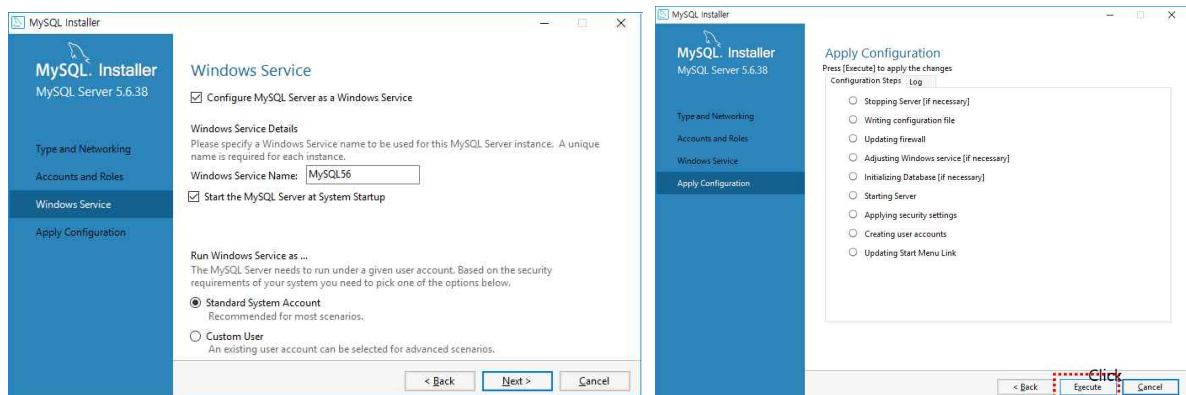 MySQL Installer
MySQL. Installer
MySQL Server 5.6.38
Type and Networking
Accounts and Roles
Windows Service
Apply Configuration
Windows Service
Configure MySQL Server as a Windows Service
Windows Service Details
Please specify a Windows Service name to be used for this MySQL Server instance. A unique
name is required for each instance.
Windows Service Name: MySQL56
Start the MySQL Server at System Startup
Run Windows Service as ...
The MySQL Server needs to run under a given user account. Based on the security
requirements of your system you need to pick one of the options below.
Standard System Account
Recommended for most scenarios.
Custom User
An existing user account can be selected for advanced scenarios.
< Back Next > Cancel
MySQL Installer
MySQL. Installer
MySQL Server 5.6.38
Type and Networking
Accounts and Roles
Windows Service
Apply Configuration
Apply Configuration
Press [Execute] to apply the changes
Configuration Steps Log
Stopping Server [if necessary]
Writing configuration file
Updating firewall
Adjusting Windows service [if necessary]
Initializing Database [if necessary]
Starting Server
Applying security settings
Creating user accounts
Updating Start Menu Link
Click
< Back Execute Cancel